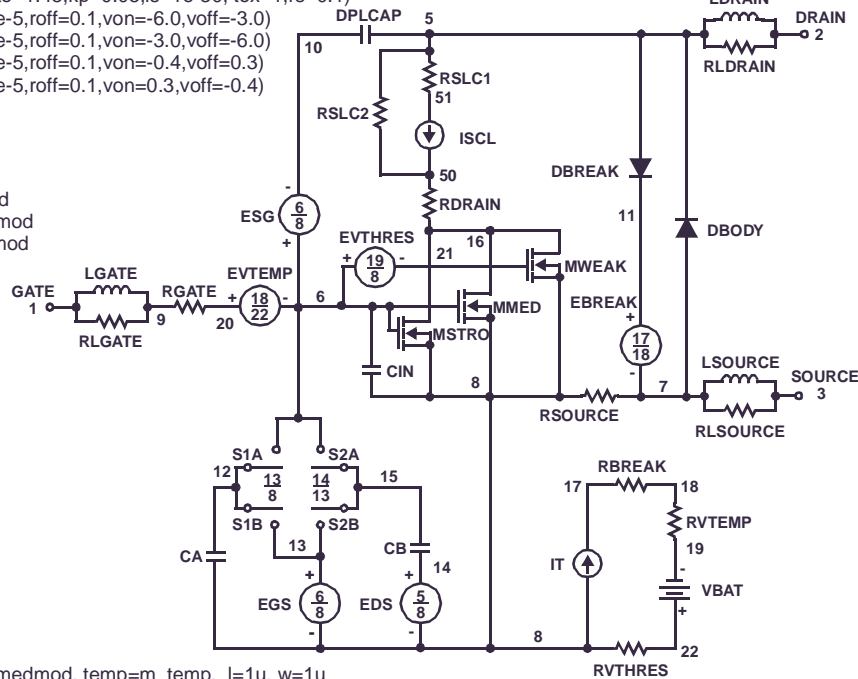 e-5,roff=0.1,von=-6.0,voff=-3.0)
e-5,roff=0.1,von=-3.0,voff=-6.0)
e-5,roff=0.1,von=-0.4,voff=0.3)
e-5,roff=0.1,von=0.3,voff=-0.4)
DPLCAP 5
DRAIN
2
10
RLDRAIN
RSLC1
51
RSLC2
ISCL
50
DBREAK
RDRAIN
11
ESG 6 8
- +
EVTHRES
+ 19 8 -
16
21
DBODY
MWEAK
LGATE
GATE
1
RGATE
EVTEMP
+ 18 22 -
6
9
20
RLGATE
MMED
MSTRO
EBREAK
+ 17 18 -
CIN
8
7
LSOURCE
SOURCE
3
RSOURCE
RLSOURCE
S1A S2A
12
13 8
14 13
15
S1B S2B
13
CA
CB
14
+ +
EGS 6 8
EDS 5 8
- -
RBREAK
17 18
RVTEMP
19
IT
-
VBAT
+
8
22
RVTHRES
mod
mod
medmod, temp=m_temp, l=1u, w=1u